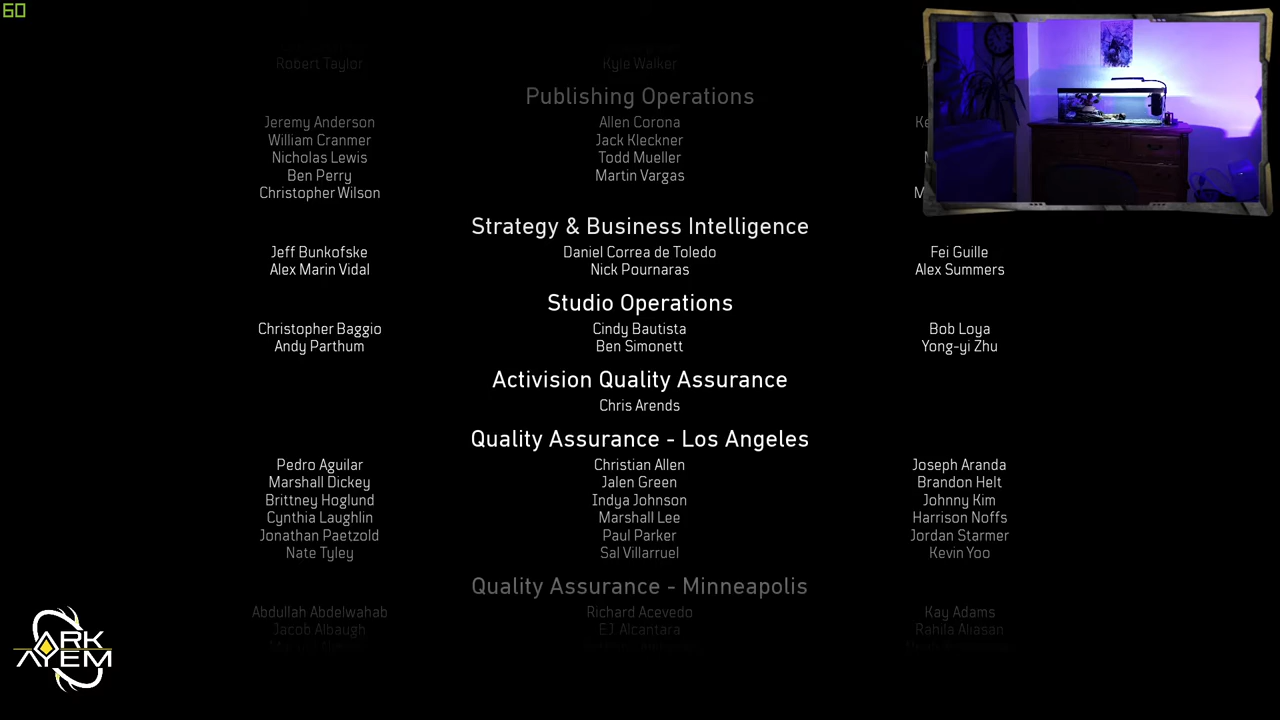 60
Robert Taylor Kyle Walker
Publishing Operations
Jeremy Anderson Allen Corona
William Cranmer Jack Kleckner
Nicholas Lewis Todd Mueller
Ben Perry Martin Vargas
Christopher Wilson
Strategy & Business Intelligence
Jeff Bunkofske Daniel Correa de Toledo Fei Guille
Alex Marin Vidal Nick Pournaras Alex Summers
Studio Operations
Christopher Baggio Cindy Bautista Bob Loya
Andy Parthum Ben Simonett Yong-yi Zhu
Activision Quality Assurance
Chris Arends
Quality Assurance - Los Angeles
Pedro Aguilar Christian Allen Joseph Aranda
Marshall Dickey Jalen Green Brandon Helt
Brittney Hoglund Indya Johnson Johnny Kim
Cynthia Laughlin Marshall Lee Harrison Noffs
Jonathan Paetzold Paul Parker Jordan Starmer
Nate Tyley Sal Villarruel Kevin Yoo
Quality Assurance - Minneapolis
Abdullah Abdelwahab Richard Acevedo Kay Adams
Jacob Albaugh EJ Alcantara Rahila Aliasan
ARK
AYEM